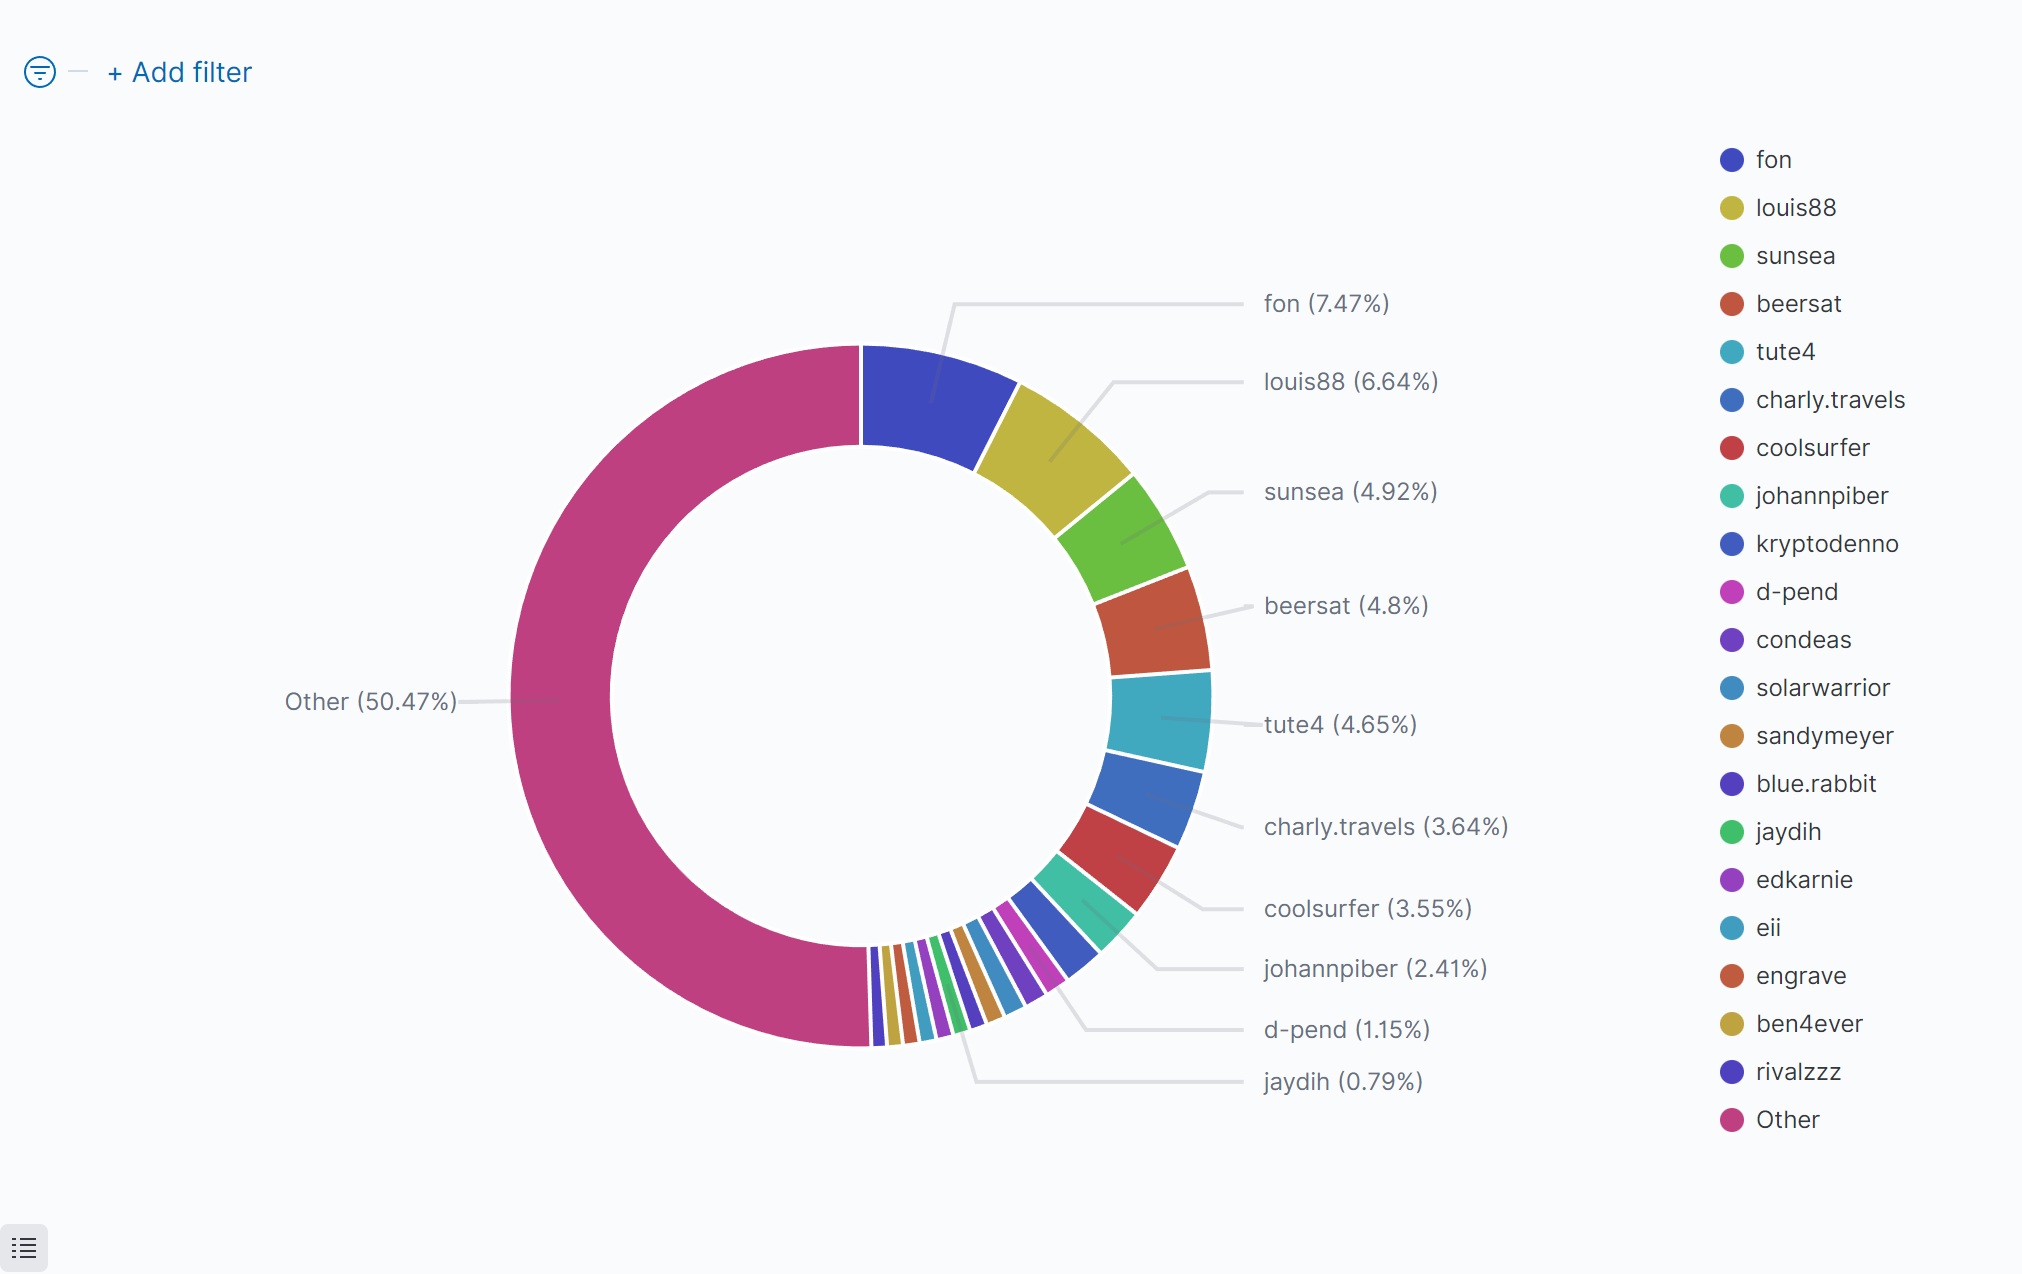 + Add filter
fon (7.47%)
louis88 (6.64%)
sunsea (4.92%)
beersat (4.8%)
tute4 (4.65%)
charly.travels (3.64%)
coolsurfer (3.55%)
johannpiber (2.41%)
d-pend (1.15%)
jaydih (0.79%)
Other (50.47%)
fon
louis88
sunsea
beersat
tute4
charly.travels
coolsurfer
johannpiber
kryptodenno
d-pend
condeas
solarwarrior
sandymeyer
blue.rabbit
jaydih
edkarnie
eii
engrave
ben4ever
rivalzzz
Other